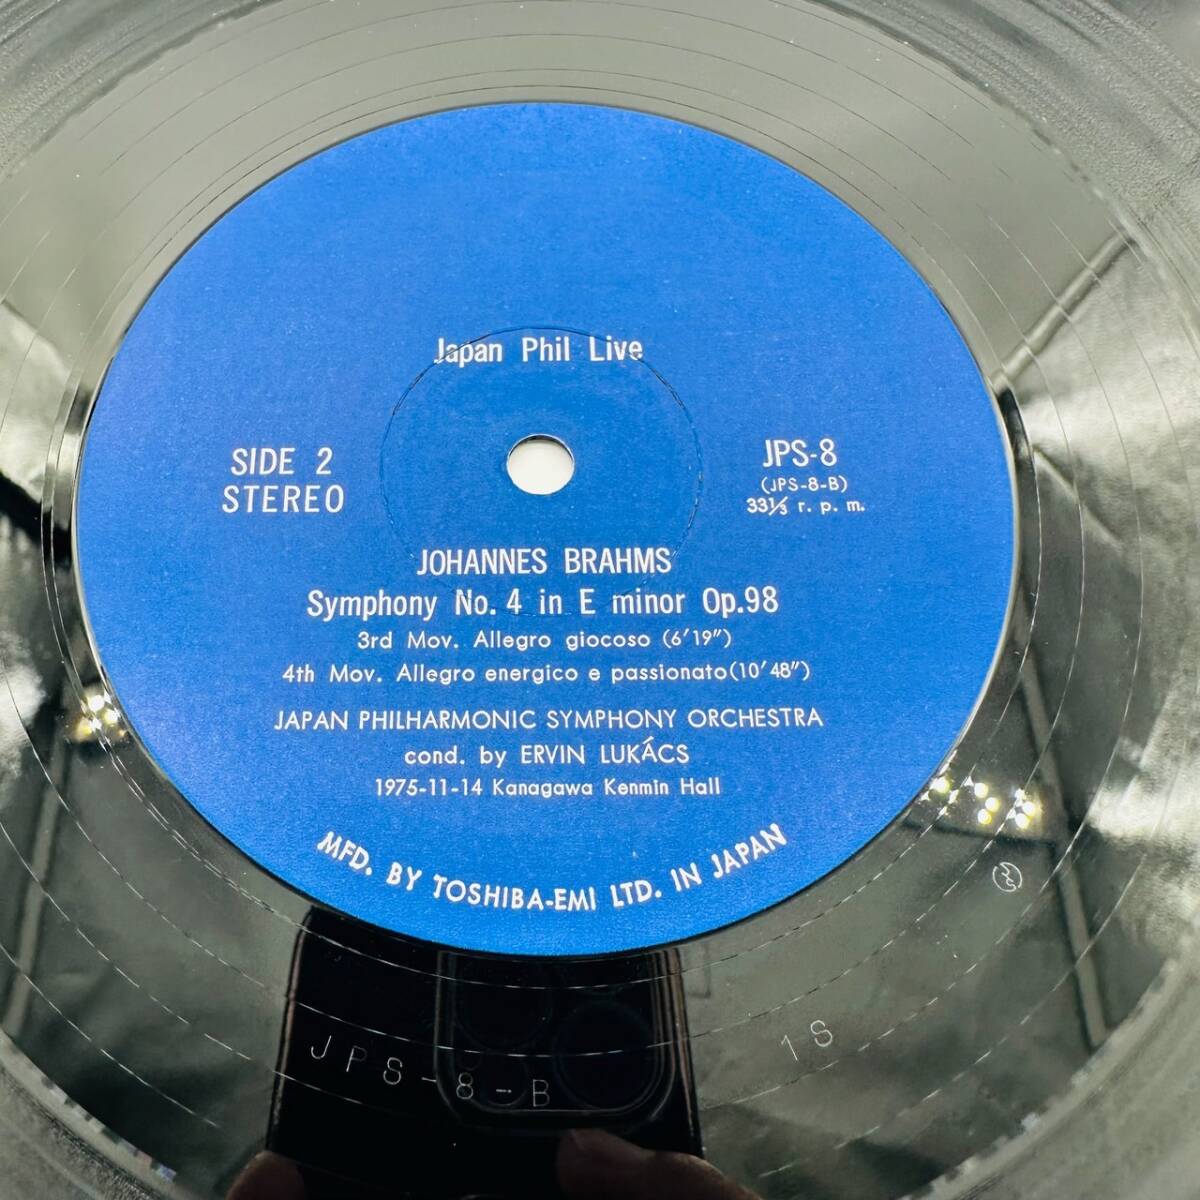 Japan Phil Live
SIDE 2
STEREO
JPS-8
(JPS-8-B)
33⅓ r. p. m.
JOHANNES BRAHMS
Symphony No. 4 in E minor Op.98
3rd Mov. Allegro giocoso (6′19″)
4th Mov. Allegro energico e passionato (10′48″)
JAPAN PHILHARMONIC SYMPHONY ORCHESTRA
cond. by ERVIN LUKÁCS
1975-11-14 Kanagawa Kenmin Hall
MFD. BY TOSHIBA-EMI LTD. IN JAPAN
JPS-8-B
1S